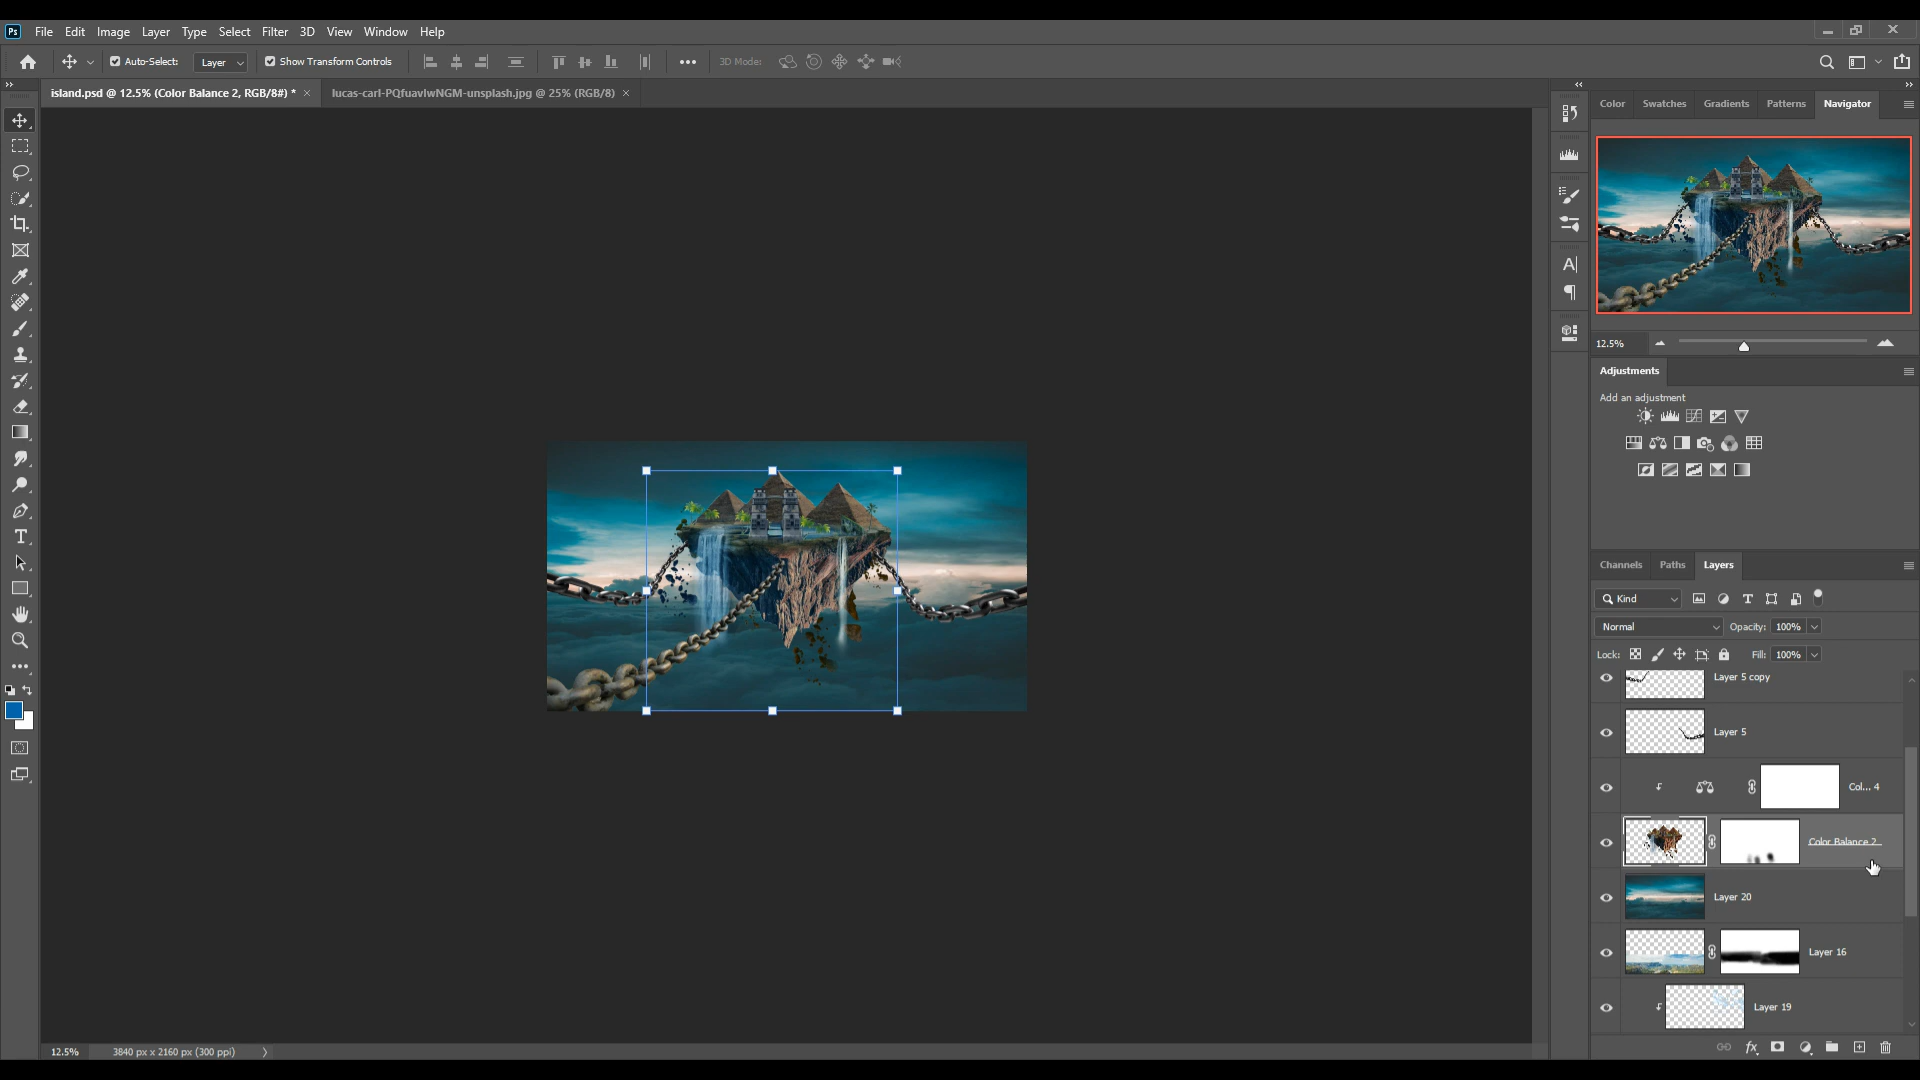 Ps File Edit Image Layer Type Select Filter 3D View Window Help
Auto-Select: Layer Show Transform Controls 3D Mode:
island.psd @ 12.5% (Color Balance 2, RGB/8#) * × lucas-carl-PQfuavlwNGM-unsplash.jpg @ 25% (RGB/8) ×
Color Swatches Gradients Patterns Navigator
12.5%
Adjustments
Add an adjustment
Channels Paths Layers
Kind
Normal Opacity: 100%
Lock: Fill: 100%
Layer 5 copy
Layer 5
Col... 4
Color Balance 2
Layer 20
Layer 16
Layer 19
fx
12.5% 3840 px x 2160 px (300 ppi)